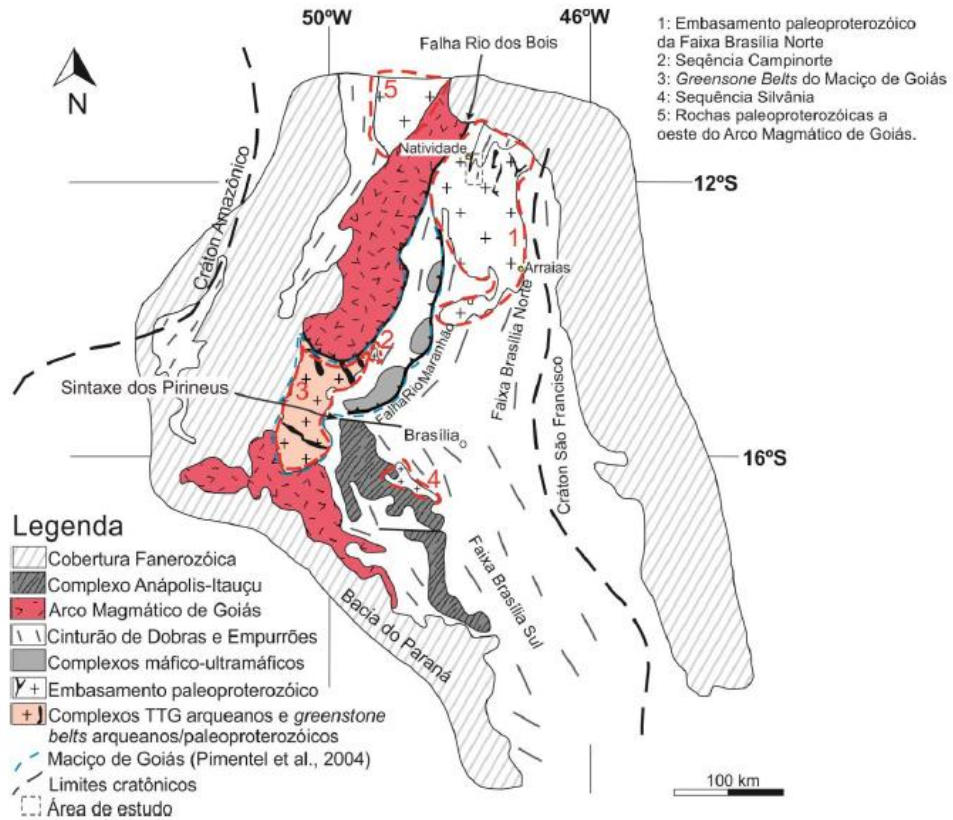 50ºW
46ºW
Falha Rio dos Bois
1: Embasamento paleoproterozóico
da Faixa Brasília Norte
2: Seqência Campinorte
3: Greensone Belts do Maciço de Goiás
4: Sequência Silvânia
5: Rochas paleoproterozóicas a
oeste do Arco Magmático de Goiás.
N
5
Natividade
12ºS
Cráton Amazônico
1
Arraias
2
3
Sintaxe dos Pirineus
Falha Rio Maranhão
Faixa Brasília Norte
Cráton São Francisco
Brasília
16ºS
4
Faixa Brasília Sul
Bacia do Paraná
Legenda
Cobertura Fanerozóica
Complexo Anápolis-Itauçu
Arco Magmático de Goiás
Cinturão de Dobras e Empurrões
Complexos máfico-ultramáficos
Embasamento paleoproterozóico
Complexos TTG arqueanos e greenstone
belts arqueanos/paleoproterozóicos
Maciço de Goiás (Pimentel et al., 2004)
Limites cratônicos
Área de estudo
100 km